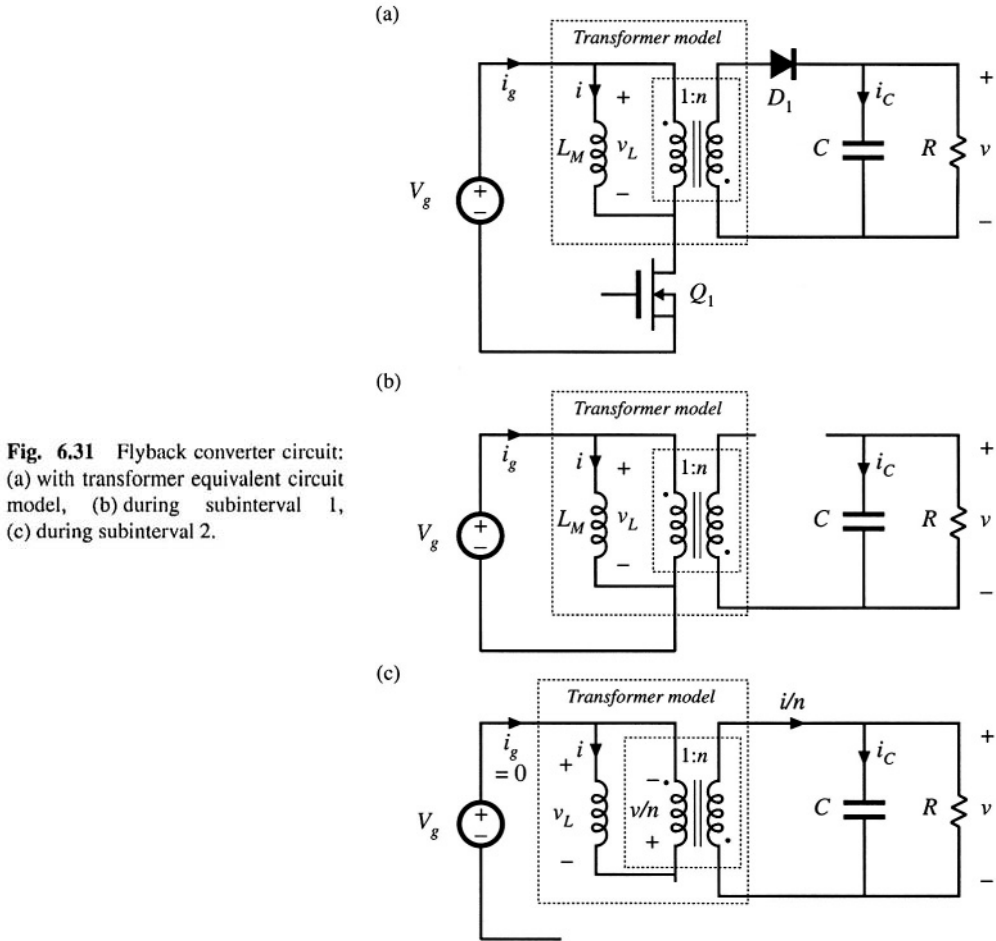 (a)
Transformer model
i_g
i
+
1:n
D_1
i_C
+
L_M
v_L
C
R
v
V_g
+
−
−
−
Q_1
(b)
Transformer model
i_g
i
+
1:n
i_C
+
L_M
v_L
C
R
v
V_g
+
−
−
−
Fig. 6.31 Flyback converter circuit:
(a) with transformer equivalent circuit
model, (b) during subinterval 1,
(c) during subinterval 2.
(c)
Transformer model
i/n
i_g
= 0
i
+
1:n
−
i_C
+
v_L
v/n
C
R
v
V_g
+
−
+
−
−